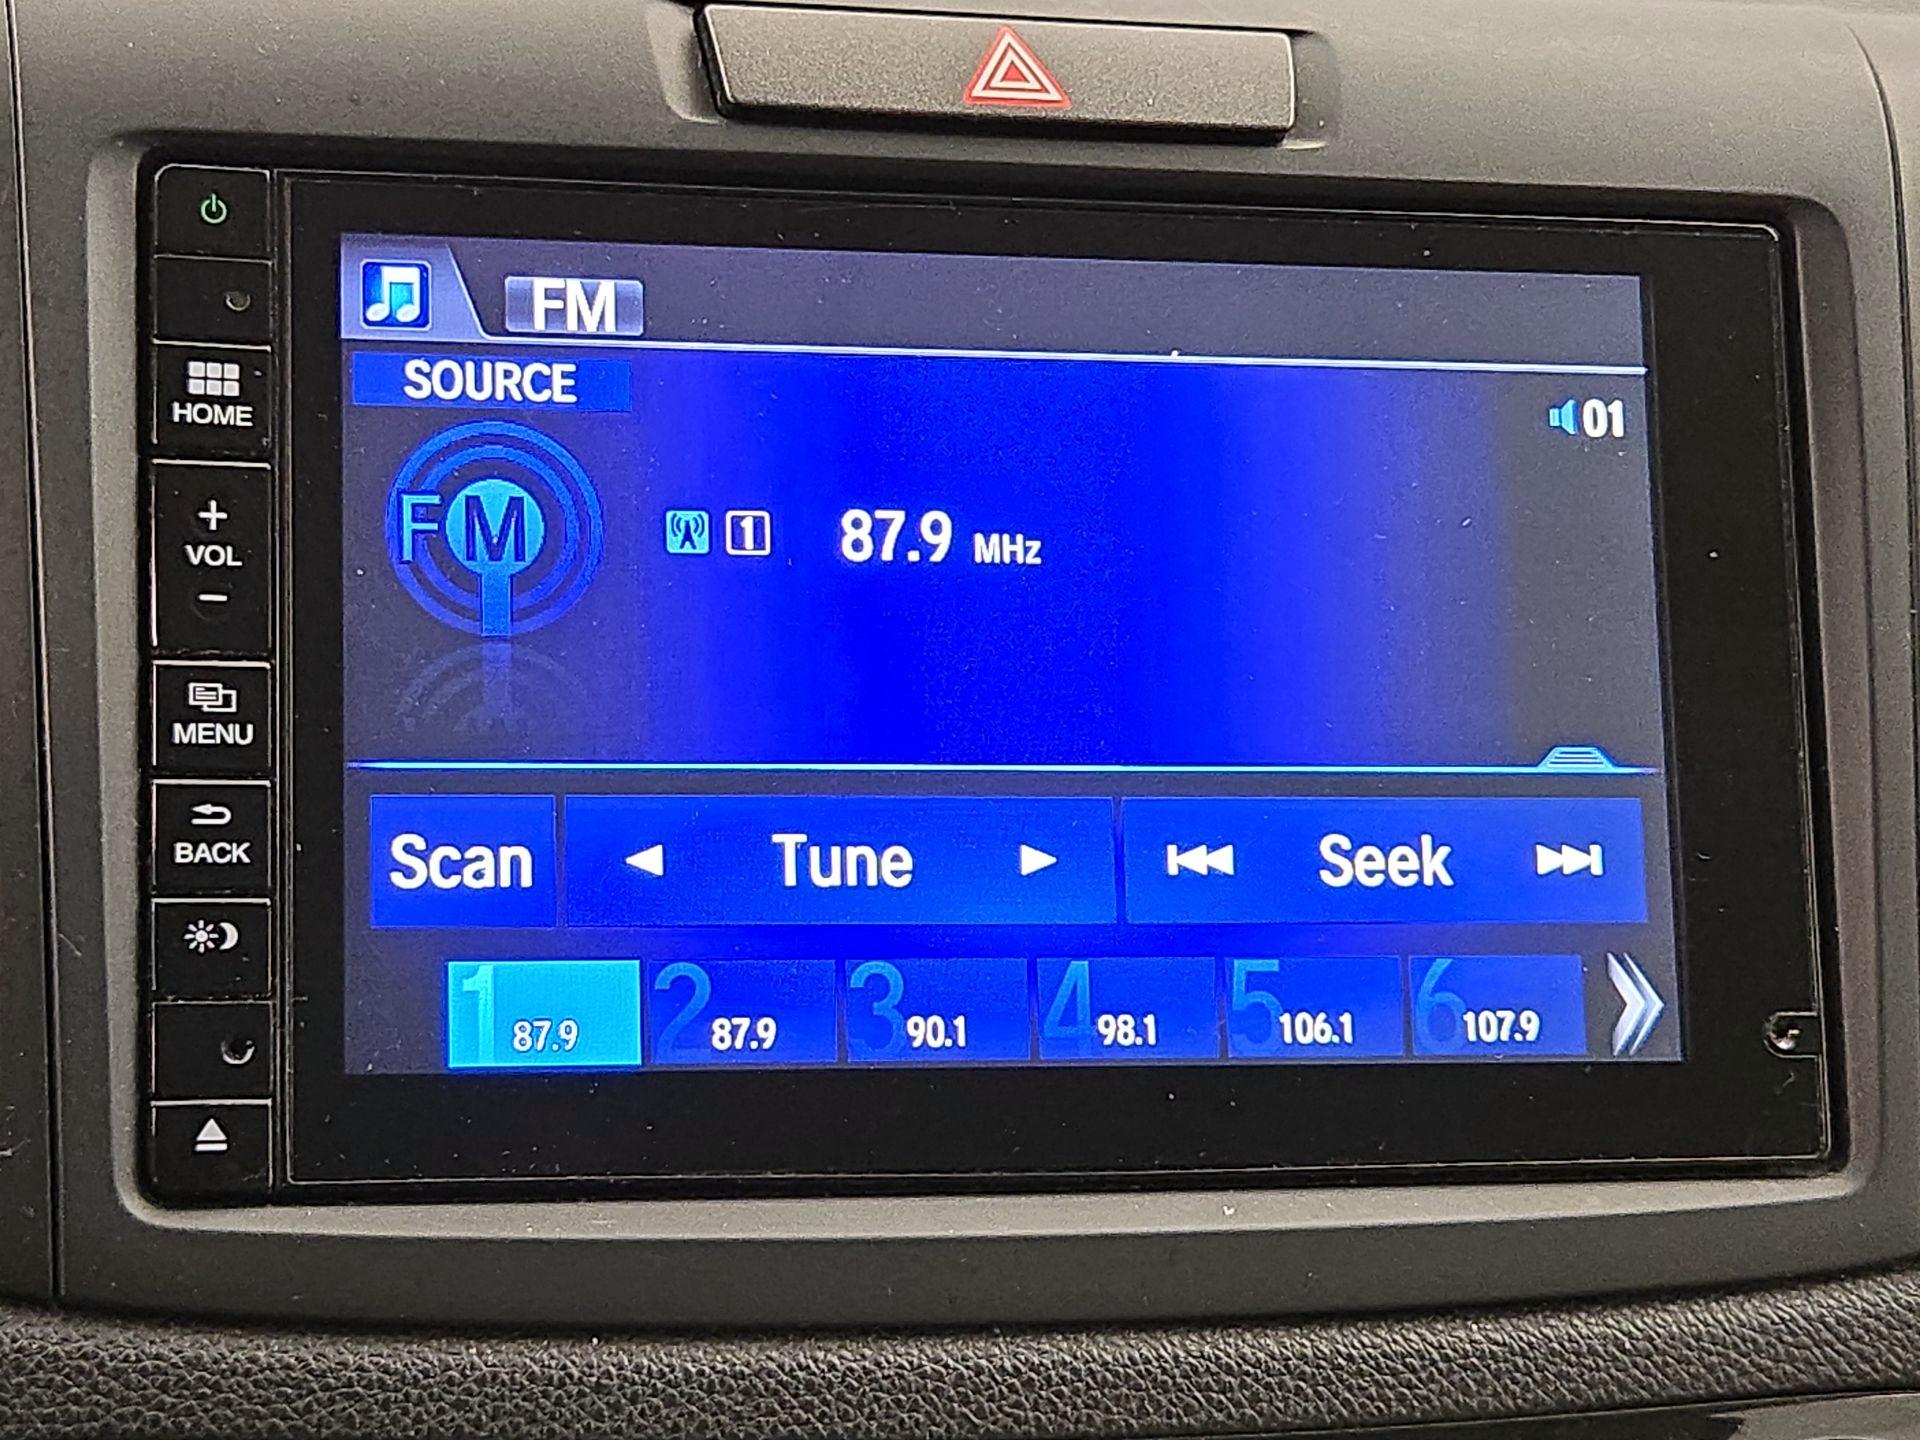 FM
SOURCE
01
FM
1 87.9 MHz
HOME
+
VOL
-
MENU
BACK
Scan Tune Seek
1 87.9 2 87.9 3 90.1 4 98.1 5 106.1 6 107.9